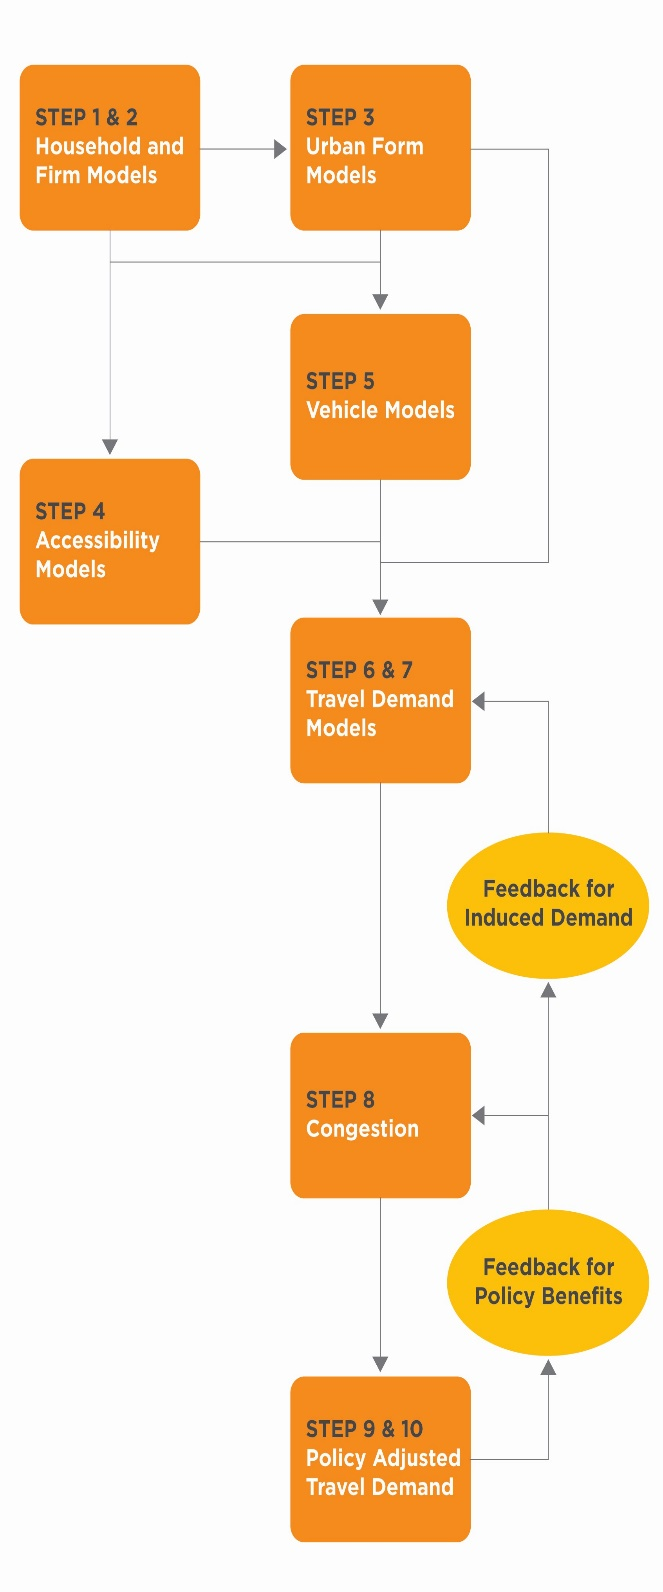 STEP 1 & 2
Household and
Firm Models
STEP 3
Urban Form
Models
STEP 5
Vehicle Models
STEP 4
Accessibility
Models
STEP 6 & 7
Travel Demand
Models
Feedback for
Induced Demand
STEP 8
Congestion
Feedback for
Policy Benefits
STEP 9 & 10
Policy Adjusted
Travel Demand